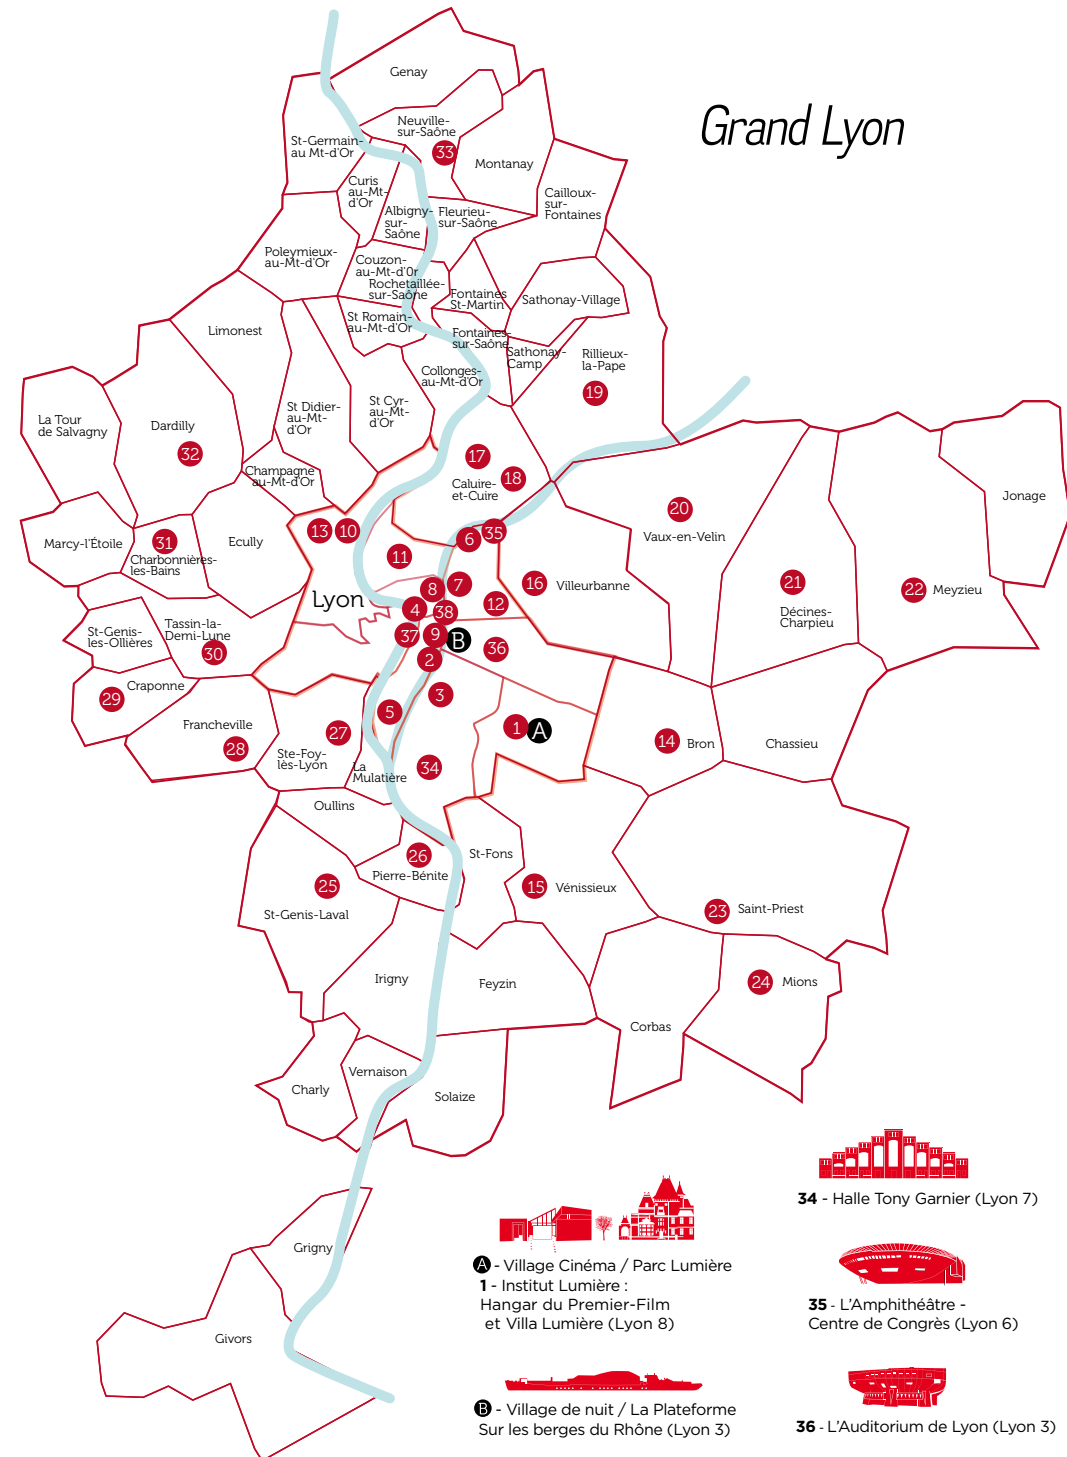 Grand Lyon
Genay
Neuville-
sur-Saône
33
St-Germain-
au Mt-d'Or
Montanay
Curis
au-Mt-
d'Or
Cailloux-
sur-
Fontaines
Albigny-
sur-
Saône
Fleurieu-
sur-Saône
Poleymieux-
au-Mt-d'Or
Couzon-
au-Mt-d'0r
Rochetaillée-
sur-Saône
Fontaines
St-Martin
Sathonay-Village
St Romain-
au-Mt-d'Or
Limonest
Fontaines-
sur-Saône
Sathonay-
Camp
Rillieux-
la-Pape
19
Collonges-
au-Mt-d'Or
St Didier-
au-Mt-
d'Or
St Cyr-
au-Mt-
d'Or
La Tour
de Salvagny
Dardilly
32
Champagne
au-Mt-d'Or
17
18
Caluire-
et-Cuire
Jonage
20
Vaux-en-Velin
Marcy-l'Étoile
31
Charbonnières-
les-Bains
Ecully
13
10
11
6
35
16
Villeurbanne
21
Décines-
Charpieu
22
Meyzieu
Lyon
8
7
4
38
12
37
9
B
36
2
St-Genis-
les-Ollières
Tassin-la-
Demi-Lune
30
29
Craponne
3
5
1
A
Francheville
28
27
Ste-Foy-
lès-Lyon
La
Mulatière
34
14
Bron
Chassieu
Oullins
26
Pierre-Bénite
St-Fons
25
St-Genis-Laval
15
Vénissieux
23
Saint-Priest
Irigny
Feyzin
24
Mions
Corbas
Charly
Vernaison
Solaize
Grigny
Givors
A - Village Cinéma / Parc Lumière
1 - Institut Lumière :
Hangar du Premier-Film
et Villa Lumière (Lyon 8)
B - Village de nuit / La Plateforme
Sur les berges du Rhône (Lyon 3)
34 - Halle Tony Garnier (Lyon 7)
35 - L'Amphithéâtre -
Centre de Congrès (Lyon 6)
36 - L'Auditorium de Lyon (Lyon 3)